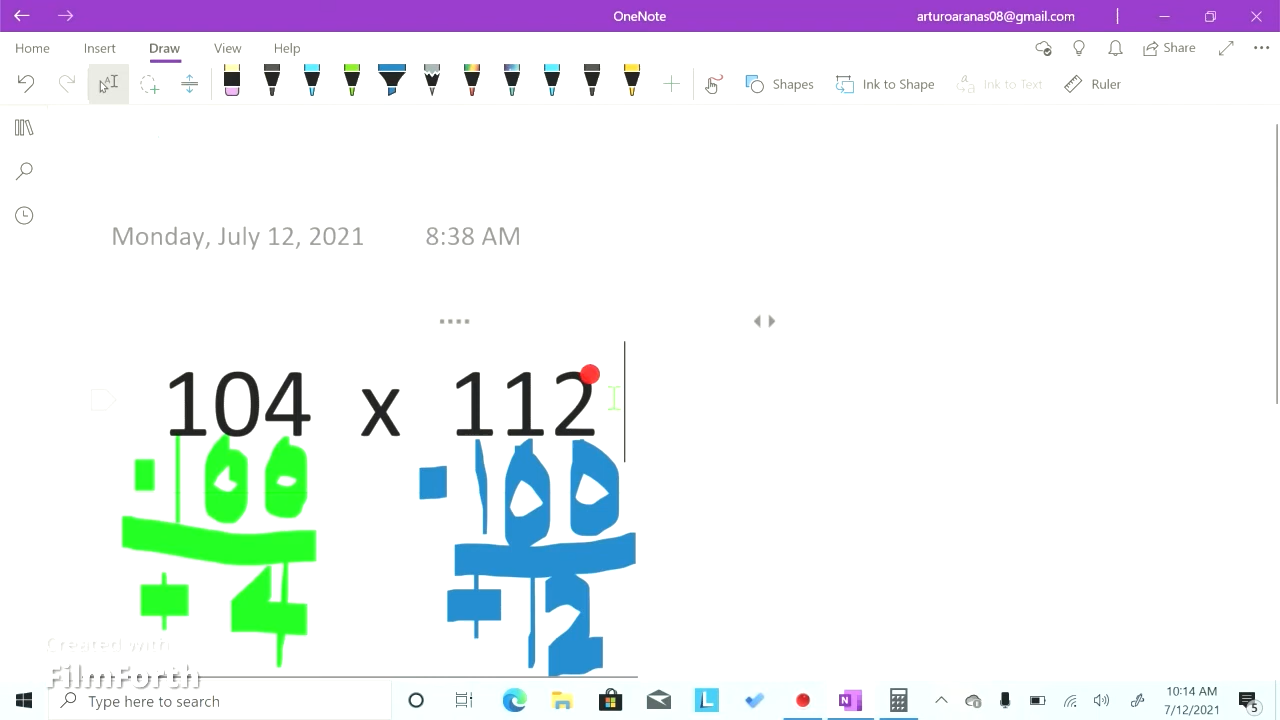 OneNote
arturoaranas08@gmail.com
Home Insert Draw View Help Share
Shapes Ink to Shape Ink to Text Ruler
Monday, July 12, 2021 8:38 AM
104 x 112
-100 -100
+4 +12
Created with
FilmForth
Type here to search
10:14 AM
7/12/2021
5